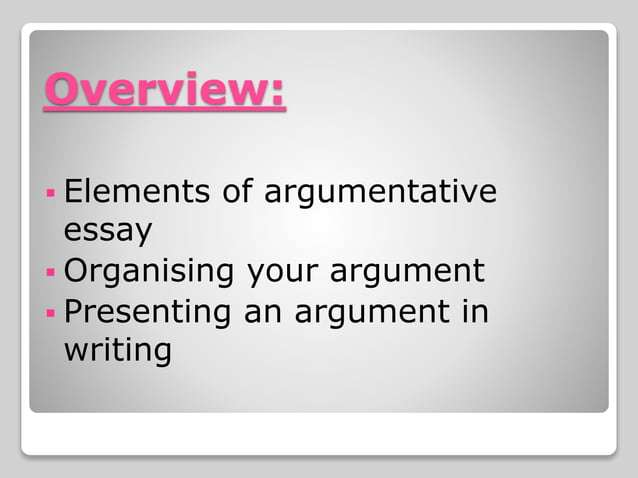 Overview:
▪ Elements of argumentative
essay
▪ Organising your argument
▪ Presenting an argument in
writing